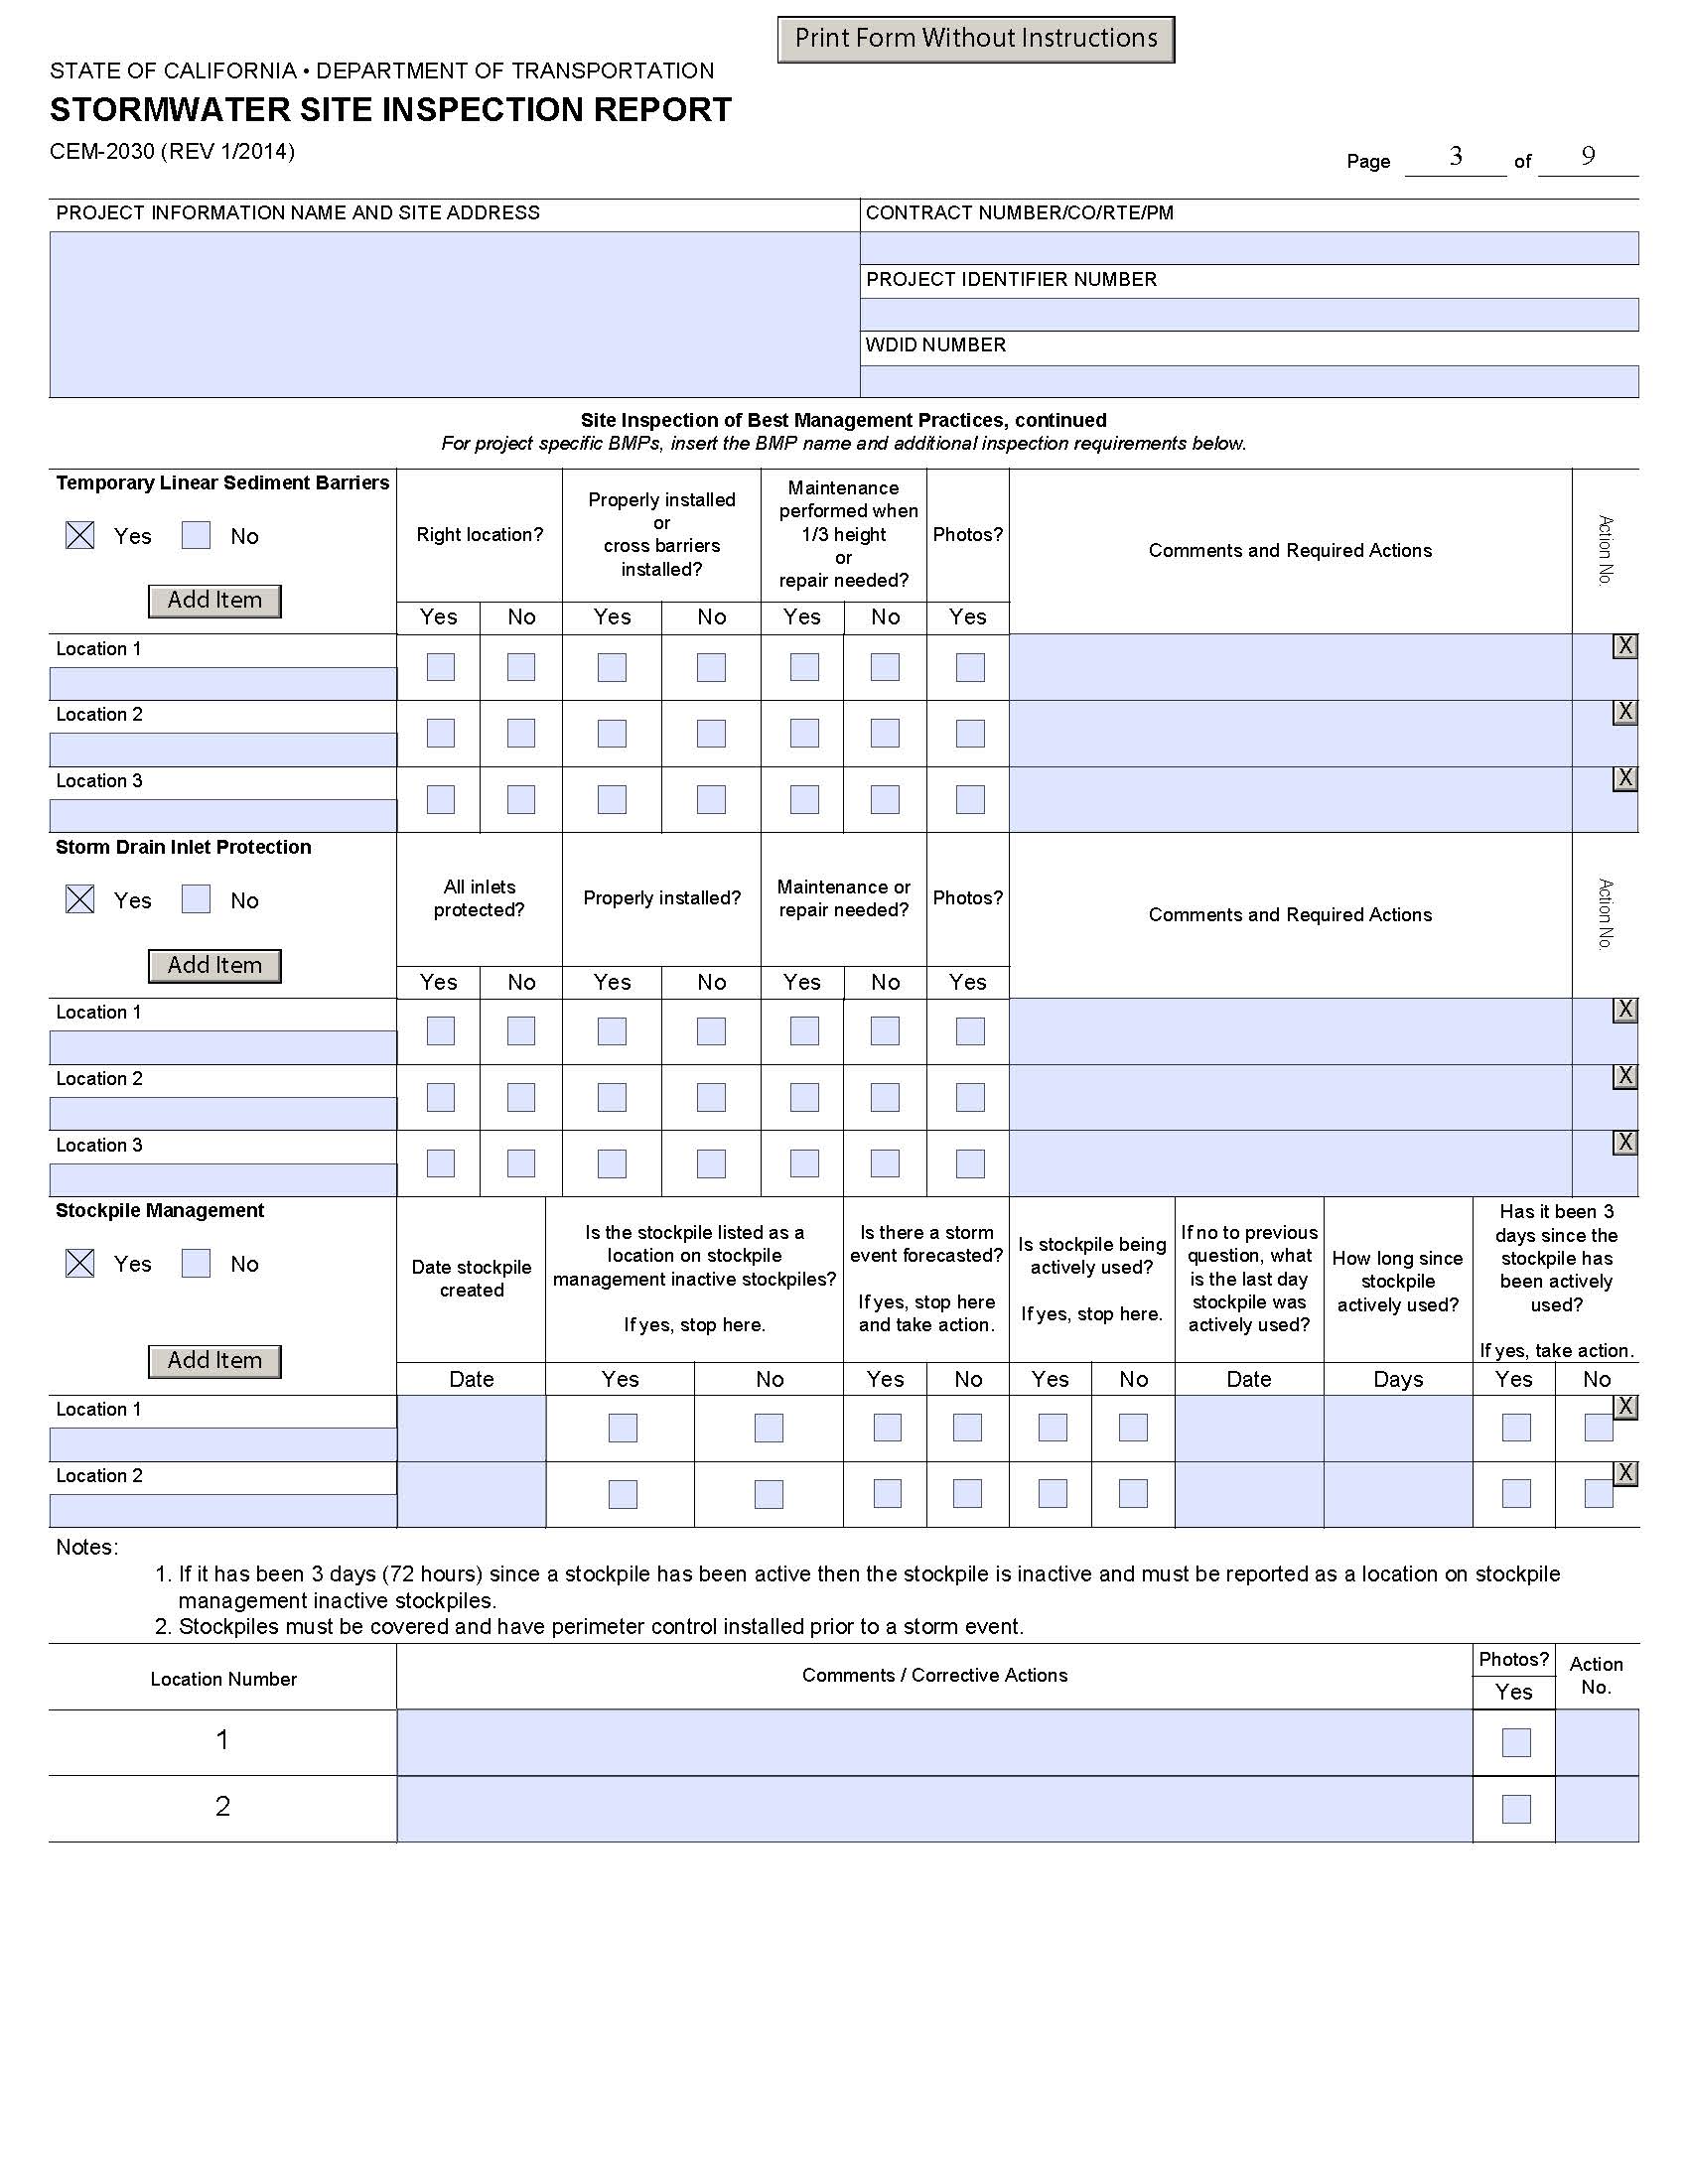 Print Form Without Instructions
STATE OF CALIFORNIA • DEPARTMENT OF TRANSPORTATION
STORMWATER SITE INSPECTION REPORT
CEM-2030 (REV 1/2014)
Page 3 of 9
PROJECT INFORMATION NAME AND SITE ADDRESS
CONTRACT NUMBER/CO/RTE/PM
PROJECT IDENTIFIER NUMBER
WDID NUMBER
Site Inspection of Best Management Practices, continued
For project specific BMPs, insert the BMP name and additional inspection requirements below.
Temporary Linear Sediment Barriers
Yes No
Add Item
Right location?
Properly installed
or
cross barriers
installed?
Maintenance
performed when
1/3 height
or
repair needed?
Photos?
Comments and Required Actions
Action No.
Yes No Yes No Yes No Yes
Location 1
X
Location 2
X
Location 3
X
Storm Drain Inlet Protection
Yes No
Add Item
All inlets
protected?
Properly installed?
Maintenance or
repair needed?
Photos?
Comments and Required Actions
Action No.
Yes No Yes No Yes No Yes
Location 1
X
Location 2
X
Location 3
X
Stockpile Management
Yes No
Add Item
Date stockpile
created
Is the stockpile listed as a
location on stockpile
management inactive stockpiles?
If yes, stop here.
Is there a storm
event forecasted?
If yes, stop here
and take action.
Is stockpile being
actively used?
If yes, stop here.
If no to previous
question, what
is the last day
stockpile was
actively used?
How long since
stockpile
actively used?
Has it been 3
days since the
stockpile has
been actively
used?
If yes, take action.
Date Yes No Yes No Yes No Date Days Yes No
Location 1
X
Location 2
X
Notes:
1. If it has been 3 days (72 hours) since a stockpile has been active then the stockpile is inactive and must be reported as a location on stockpile
management inactive stockpiles.
2. Stockpiles must be covered and have perimeter control installed prior to a storm event.
Location Number
Comments / Corrective Actions
Photos?
Yes
Action
No.
1
2